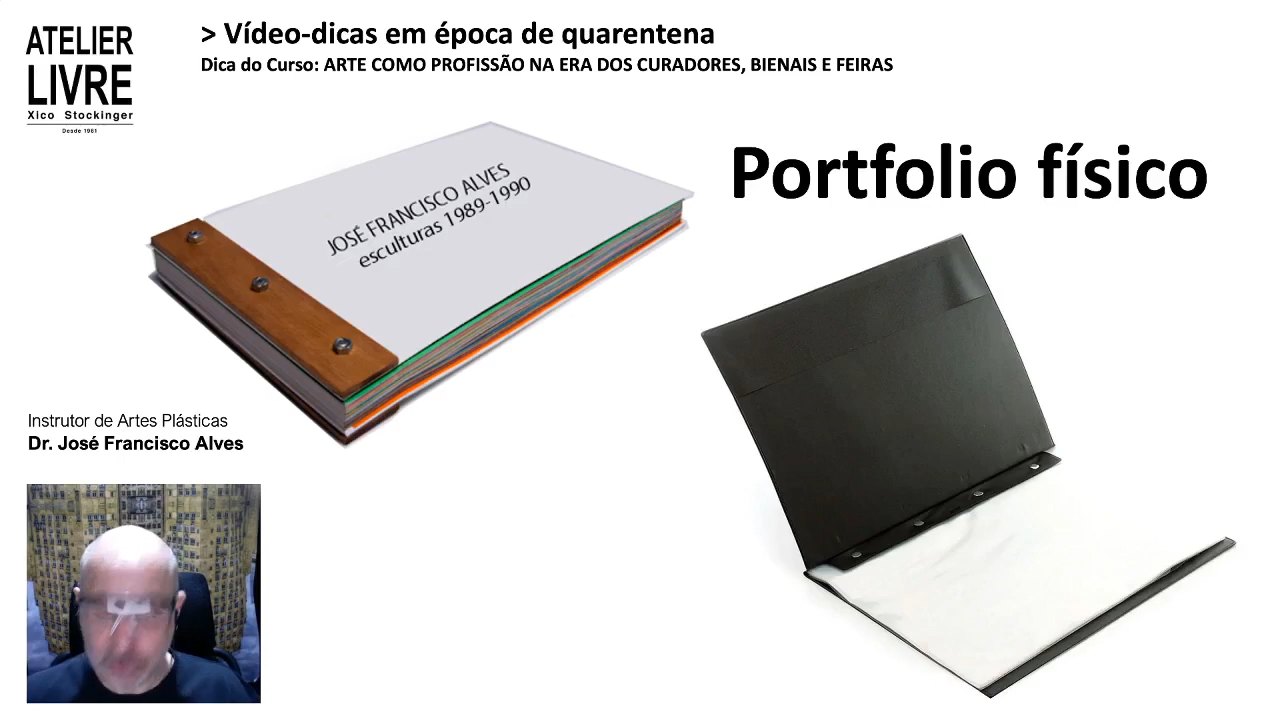 ATELIER
LIVRE
Xico Stockinger
Desde 1961
> Vídeo-dicas em época de quarentena
Dica do Curso: ARTE COMO PROFISSÃO NA ERA DOS CURADORES, BIENAIS E FEIRAS
Portfolio físico
JOSÉ FRANCISCO ALVES
esculturas 1989-1990
Instrutor de Artes Plásticas
Dr. José Francisco Alves